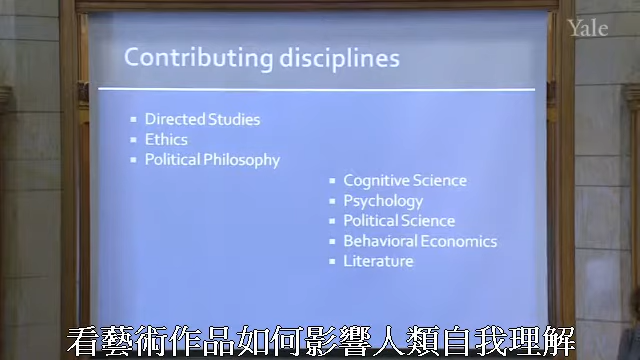 Yale
Contributing disciplines
Directed Studies
Ethics
Political Philosophy
Cognitive Science
Psychology
Political Science
Behavioral Economics
Literature
看藝術作品如何影響人類自我理解